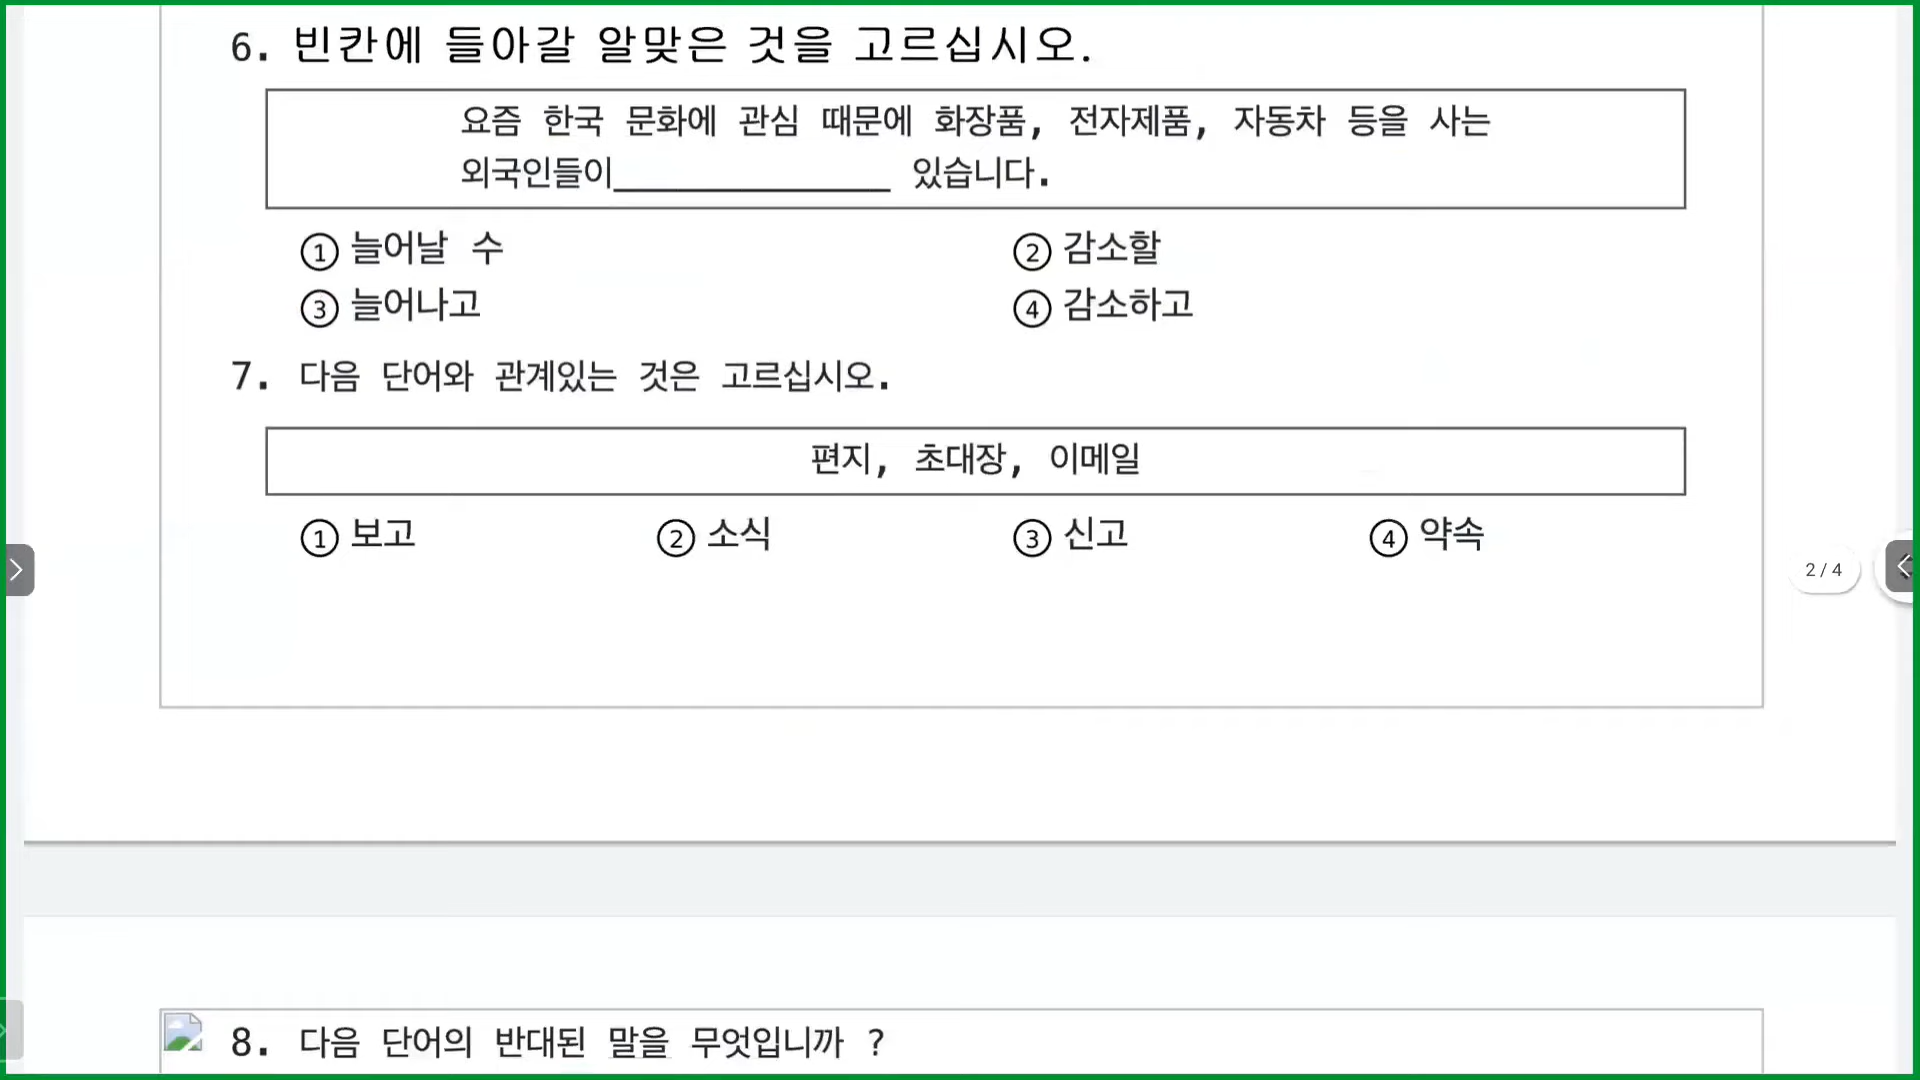 6. 빈칸에 들아갈 알맞은 것을 고르십시오.
요즘 한국 문화에 관심 때문에 화장품, 전자제품, 자동차 등을 사는
외국인들이______________ 있습니다.
① 늘어날 수 ② 감소할
③ 늘어나고 ④ 감소하고
7. 다음 단어와 관계있는 것은 고르십시오.
편지, 초대장, 이메일
① 보고 ② 소식 ③ 신고 ④ 약속
2 / 4
8. 다음 단어의 반대된 말을 무엇입니까 ?